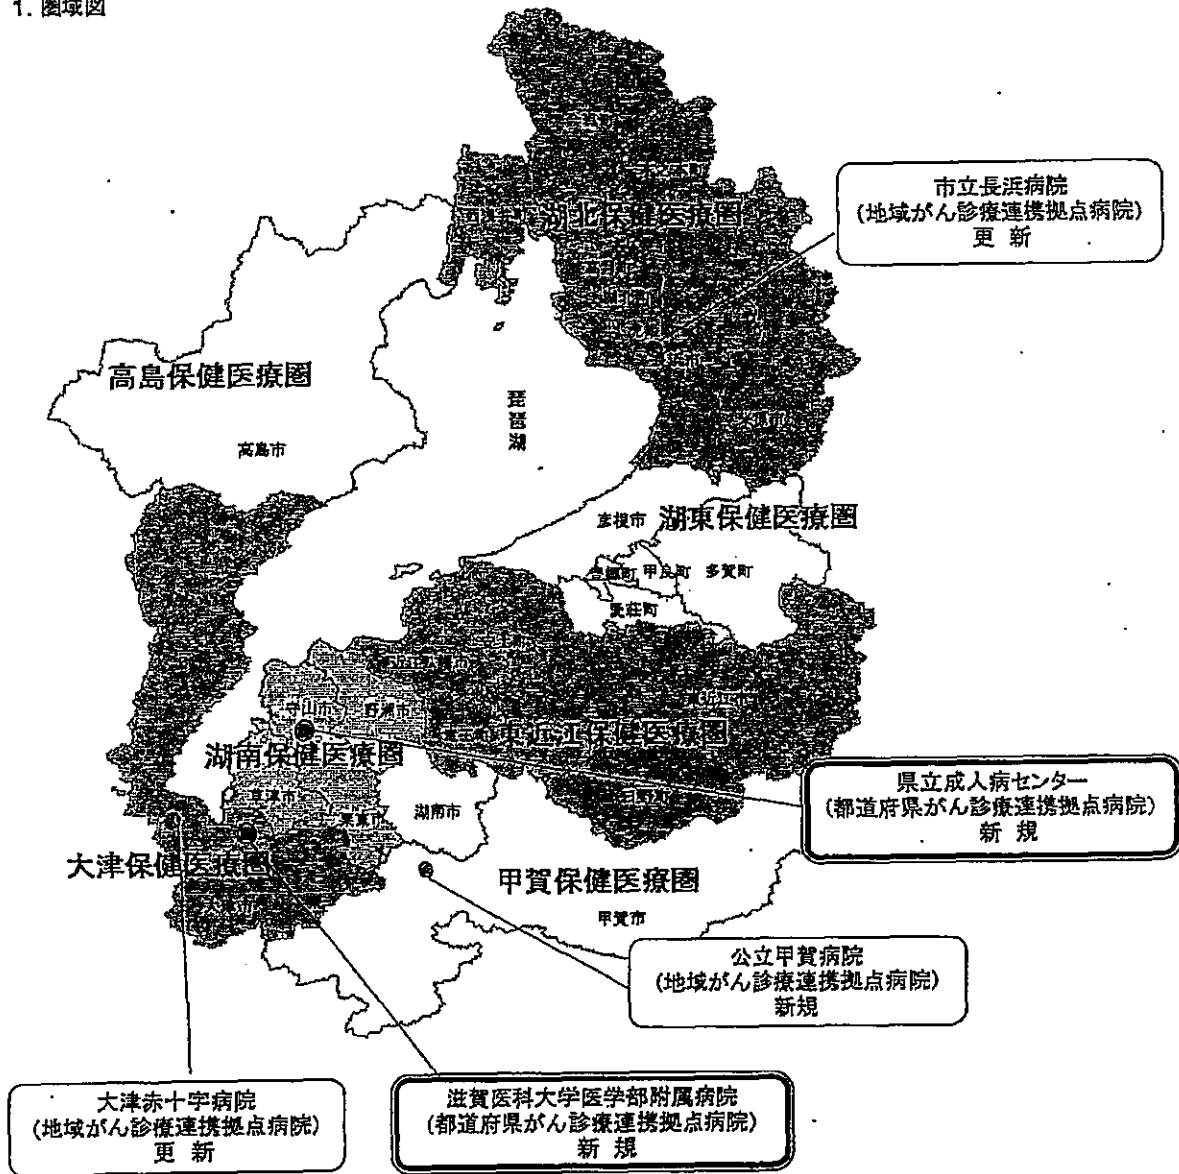 1. 圏域図
市立長浜病院
(地域がん診療連携拠点病院)
更 新
湖北保健医療圏
高島保健医療圏
高島市
琵琶湖
彦根市
湖東保健医療圏
豊郷町
甲良町
多賀町
愛荘町
守山市
野洲市
東近江保健医療圏
湖南保健医療圏
草津市
栗東市
湖南市
日野町
県立成人病センター
(都道府県がん診療連携拠点病院)
新 規
大津保健医療圏
大津市
甲賀保健医療圏
甲賀市
公立甲賀病院
(地域がん診療連携拠点病院)
新規
大津赤十字病院
(地域がん診療連携拠点病院)
更 新
滋賀医科大学医学部附属病院
(都道府県がん診療連携拠点病院)
新 規